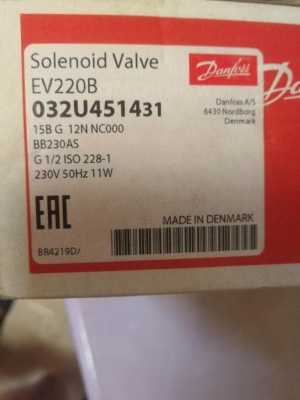 Solenoid Valve
EV220B
032U451431
15B G 12N NC000
BB230AS
G 1/2 ISO 228-1
230V 50Hz 11W
Danfoss
Danfoss A/S
6430 Nordborg
Denmark
EAC
MADE IN DENMARK
Da